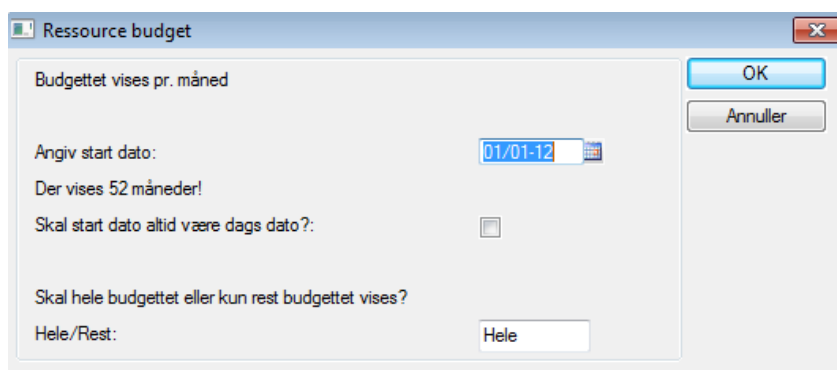 Ressource budget
Budgettet vises pr. måned
OK
Annuller
Angiv start dato: 01/01-12
Der vises 52 måneder!
Skal start dato altid være dags dato?:
Skal hele budgettet eller kun rest budgettet vises?
Hele/Rest: Hele